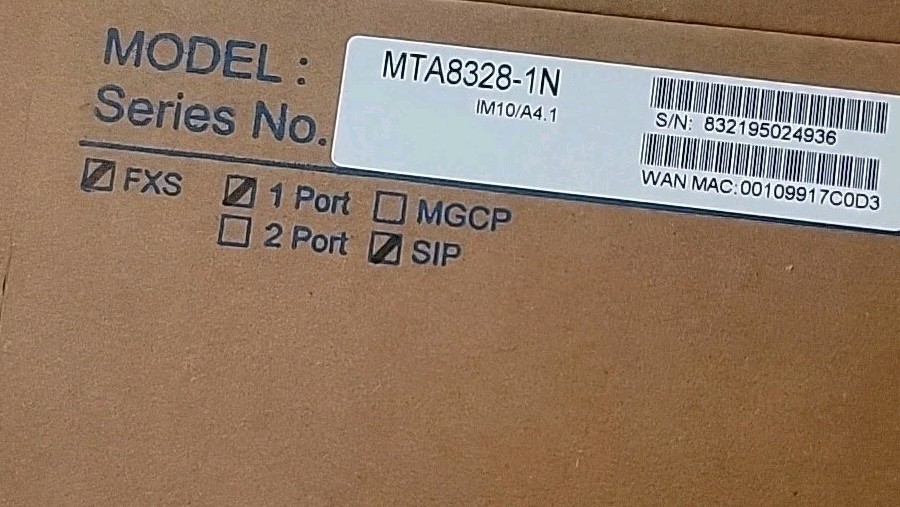 MODEL :
Series No.
MTA8328-1N
IM10/A4.1
S/N: 832195024936
WAN MAC:00109917C0D3
FXS
1 Port
MGCP
2 Port
SIP